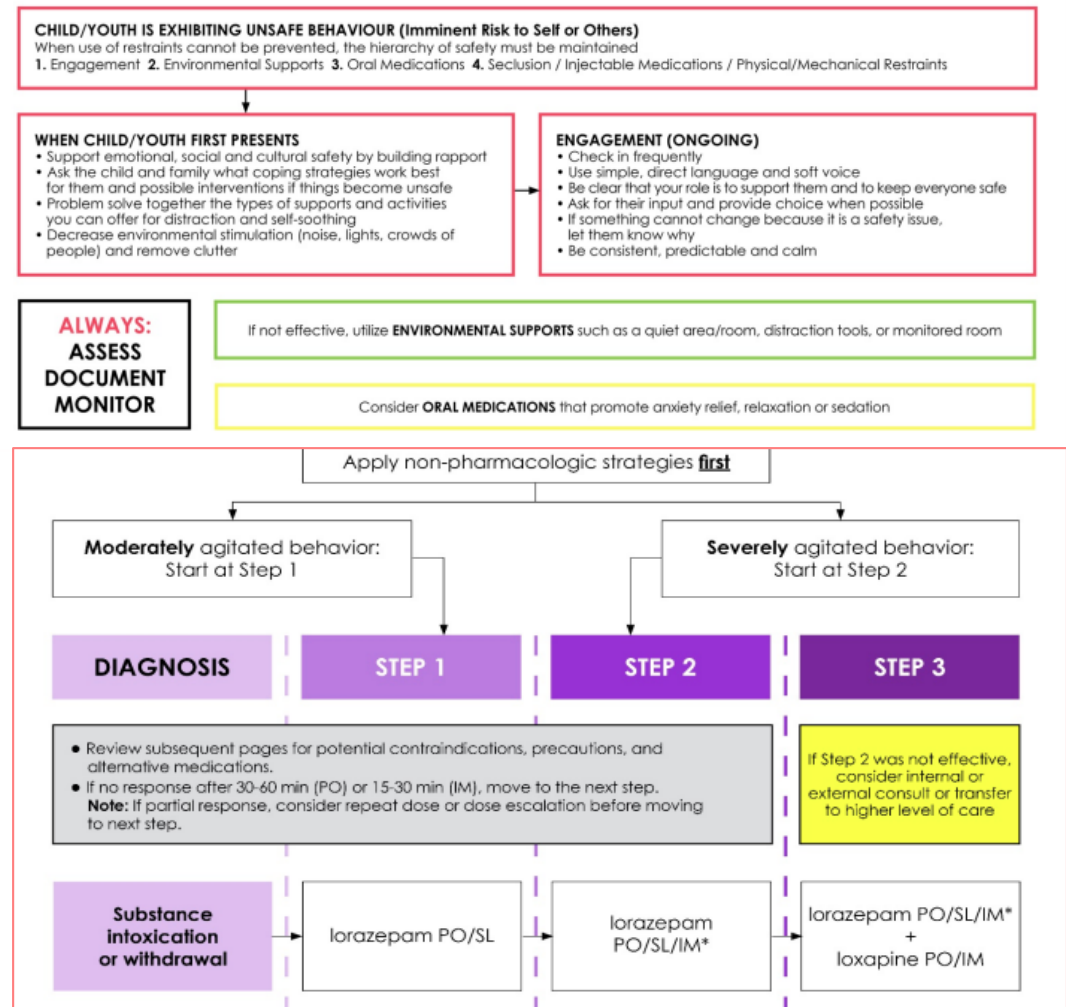 CHILD/YOUTH IS EXHIBITING UNSAFE BEHAVIOUR (Imminent Risk to Self or Others)
When use of restraints cannot be prevented, the hierarchy of safety must be maintained
1. Engagement 2. Environmental Supports 3. Oral Medications 4. Seclusion / Injectable Medications / Physical/Mechanical Restraints
WHEN CHILD/YOUTH FIRST PRESENTS
• Support emotional, social and cultural safety by building rapport
• Ask the child and family what coping strategies work best
for them and possible interventions if things become unsafe
• Problem solve together the types of supports and activities
you can offer for distraction and self-soothing
• Decrease environmental stimulation (noise, lights, crowds of
people) and remove clutter
ENGAGEMENT (ONGOING)
• Check in frequently
• Use simple, direct language and soft voice
• Be clear that your role is to support them and to keep everyone safe
• Ask for their input and provide choice when possible
• If something cannot change because it is a safety issue,
let them know why
• Be consistent, predictable and calm
ALWAYS:
ASSESS
DOCUMENT
MONITOR
If not effective, utilize ENVIRONMENTAL SUPPORTS such as a quiet area/room, distraction tools, or monitored room
Consider ORAL MEDICATIONS that promote anxiety relief, relaxation or sedation
Apply non-pharmacologic strategies first
Moderately agitated behavior:
Start at Step 1
Severely agitated behavior:
Start at Step 2
DIAGNOSIS
STEP 1
STEP 2
STEP 3
● Review subsequent pages for potential contraindications, precautions, and
alternative medications.
● If no response after 30-60 min (PO) or 15-30 min (IM), move to the next step.
Note: If partial response, consider repeat dose or dose escalation before moving
to next step.
If Step 2 was not effective,
consider internal or
external consult or transfer
to higher level of care
Substance
intoxication
or withdrawal
lorazepam PO/SL
lorazepam
PO/SL/IM*
lorazepam PO/SL/IM*
+
loxapine PO/IM